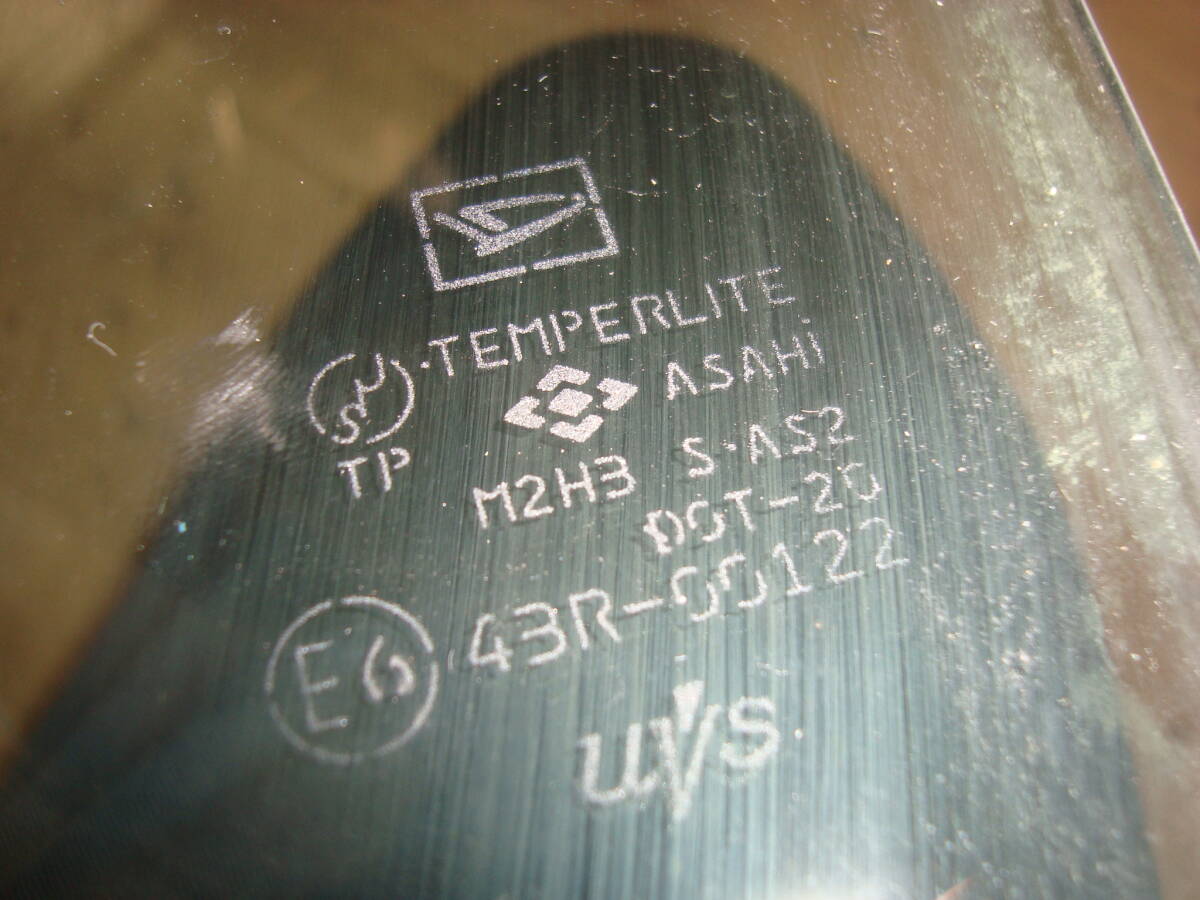 TEMPERLITE
ASAHi
TP
M2H3 S·AS2
DOT-20
E6 43R-00122
uvs